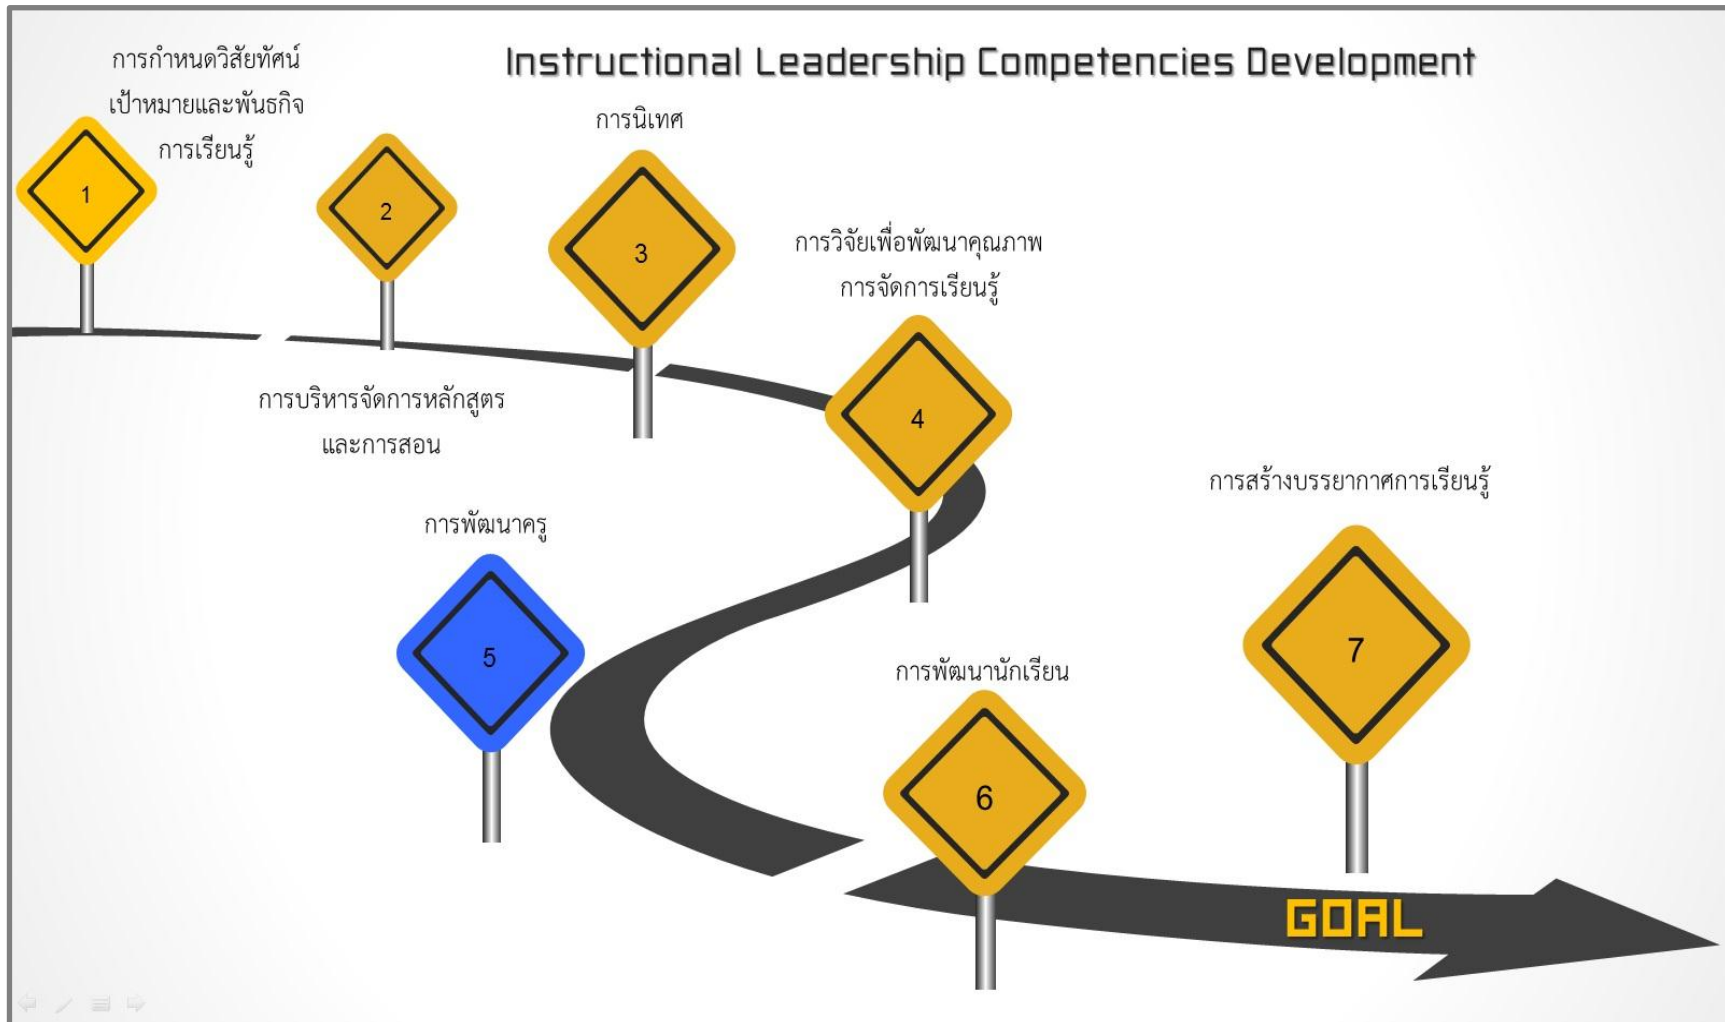 Instructional Leadership Competencies Development
การกำหนดวิสัยทัศน์
เป้าหมายและพันธกิจ
การเรียนรู้
1
2
การบริหารจัดการหลักสูตร
และการสอน
การนิเทศ
3
การวิจัยเพื่อพัฒนาคุณภาพ
การจัดการเรียนรู้
4
การพัฒนาครู
5
การพัฒนานักเรียน
6
การสร้างบรรยากาศการเรียนรู้
7
GOAL